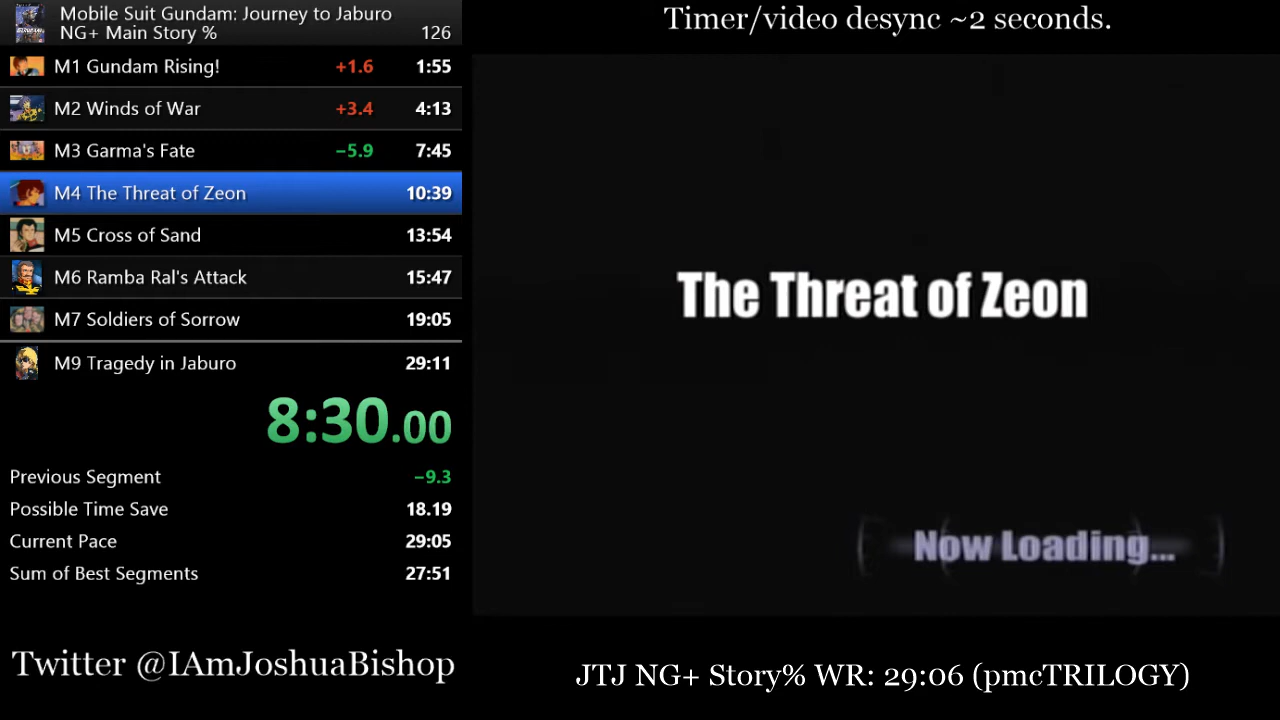 Mobile Suit Gundam: Journey to Jaburo
NG+ Main Story % 126
M1 Gundam Rising! +1.6 1:55
M2 Winds of War +3.4 4:13
M3 Garma's Fate −5.9 7:45
M4 The Threat of Zeon 10:39
M5 Cross of Sand 13:54
M6 Ramba Ral's Attack 15:47
M7 Soldiers of Sorrow 19:05
M9 Tragedy in Jaburo 29:11
8:30.00
Previous Segment −9.3
Possible Time Save 18.19
Current Pace 29:05
Sum of Best Segments 27:51
Twitter @IAmJoshuaBishop
Timer/video desync ~2 seconds.
The Threat of Zeon
Now Loading...
JTJ NG+ Story% WR: 29:06 (pmcTRILOGY)